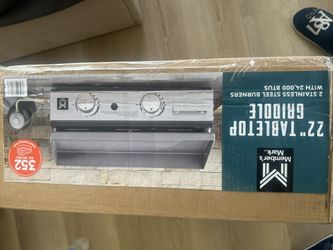 22" TABLETOP
GRIDDLE
2 STAINLESS STEEL BURNERS
WITH 24,000 BTUS
Member's
Mark
352